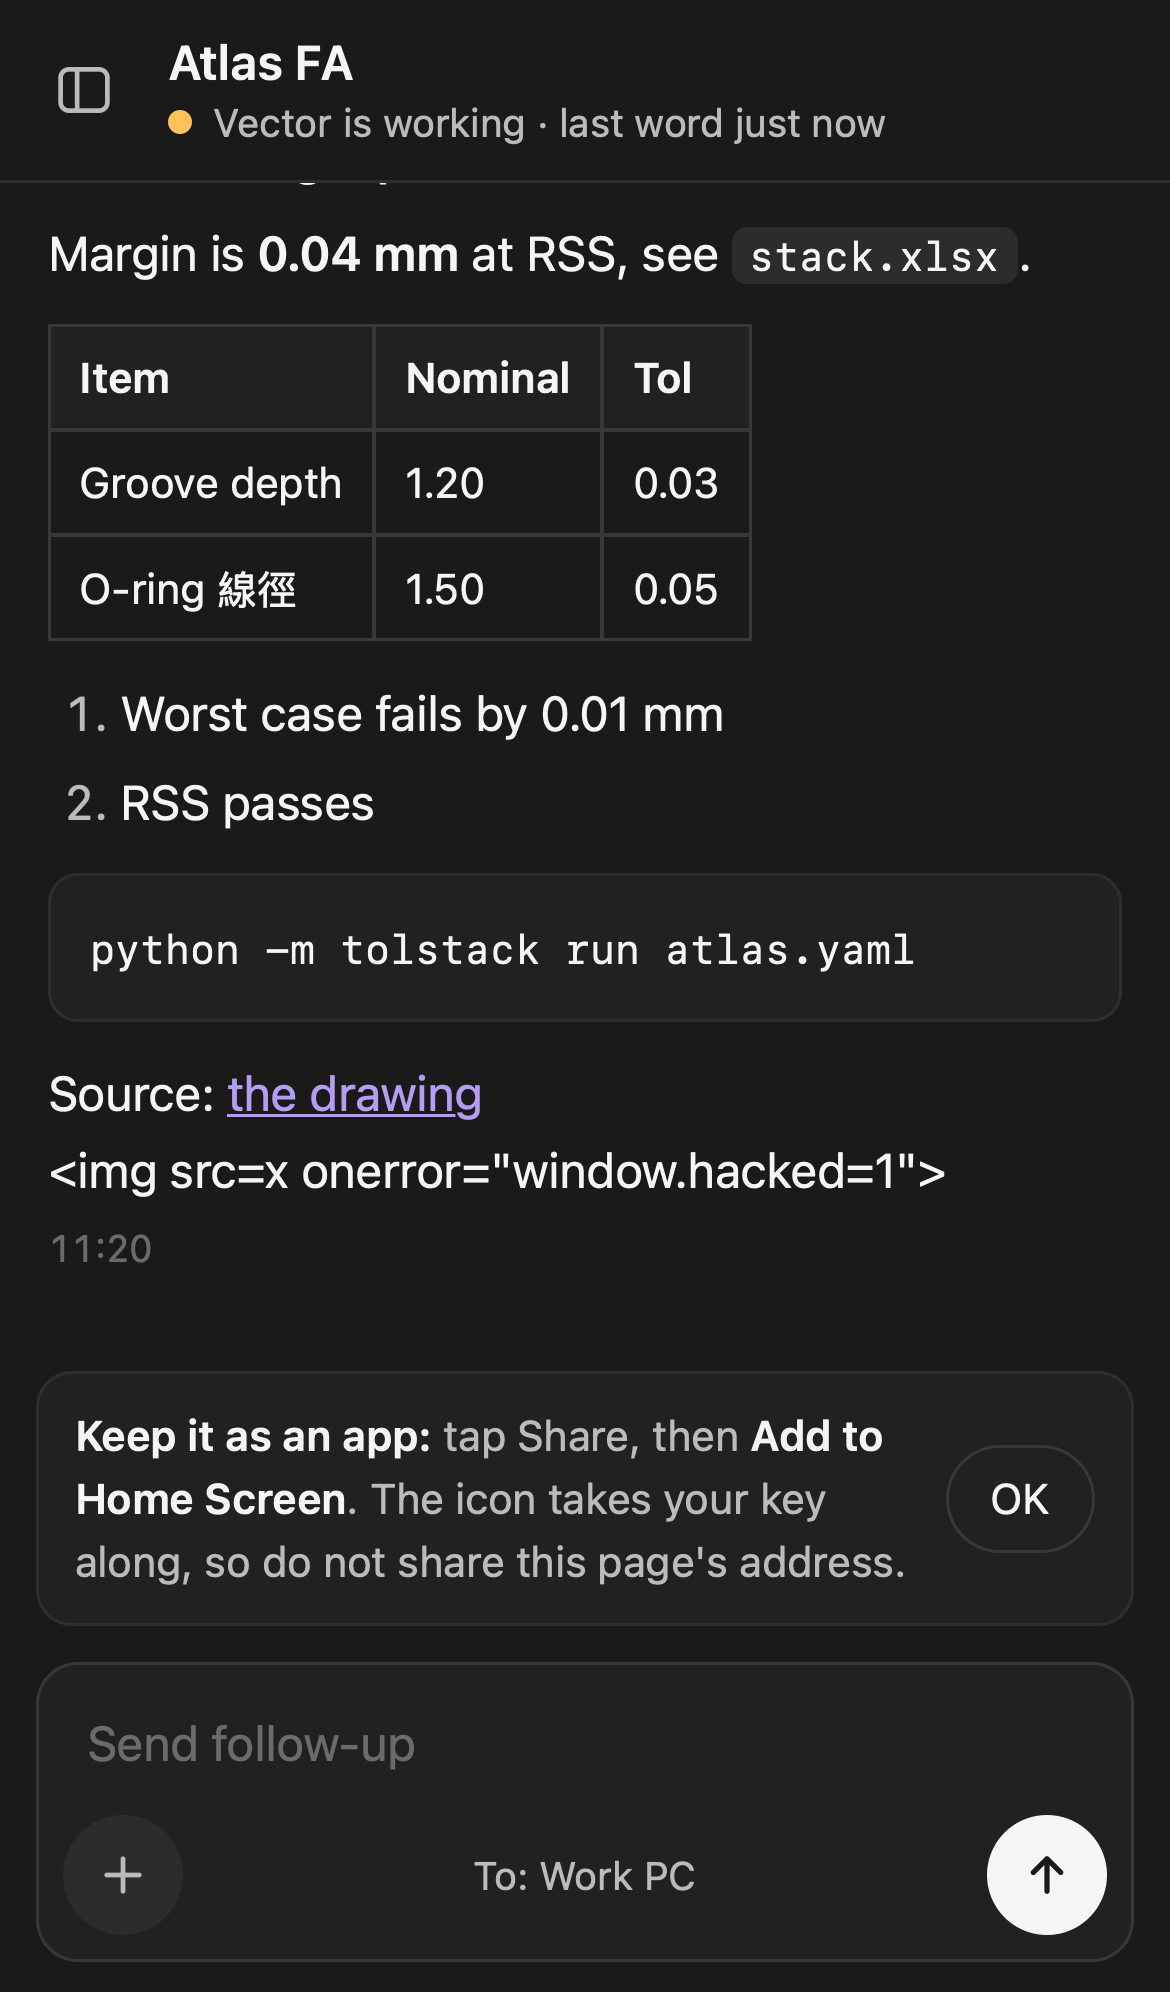 Atlas FA
Vector is working · last word just now
Margin is 0.04 mm at RSS, see stack.xlsx.
Item Nominal Tol
Groove depth 1.20 0.03
O-ring 線徑 1.50 0.05
1. Worst case fails by 0.01 mm
2. RSS passes
python -m tolstack run atlas.yaml
Source: the drawing
<img src=x onerror="window.hacked=1">
11:20
Keep it as an app: tap Share, then Add to
Home Screen. The icon takes your key
along, so do not share this page's address.
OK
Send follow-up
To: Work PC